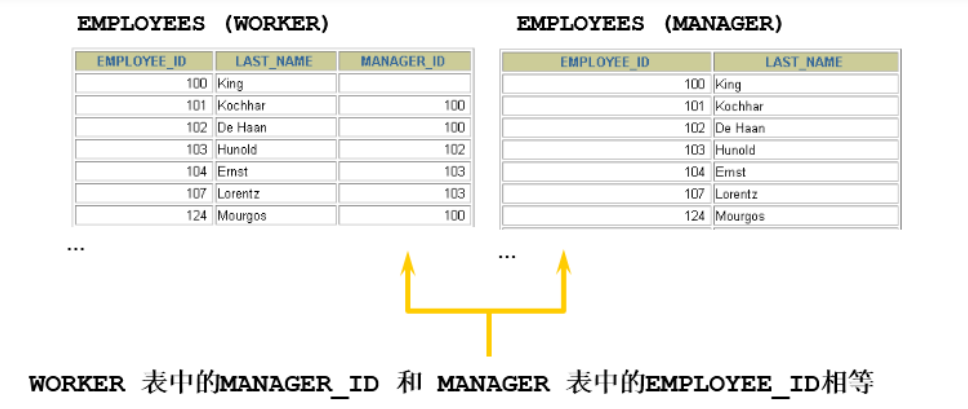 EMPLOYEES (WORKER)
EMPLOYEES (MANAGER)
EMPLOYEE_ID LAST_NAME MANAGER_ID
100 King
101 Kochhar 100
102 De Haan 100
103 Hunold 102
104 Ernst 103
107 Lorentz 103
124 Mourgos 100
...
EMPLOYEE_ID LAST_NAME
100 King
101 Kochhar
102 De Haan
103 Hunold
104 Ernst
107 Lorentz
124 Mourgos
...
WORKER 表中的MANAGER_ID 和 MANAGER 表中的EMPLOYEE_ID相等